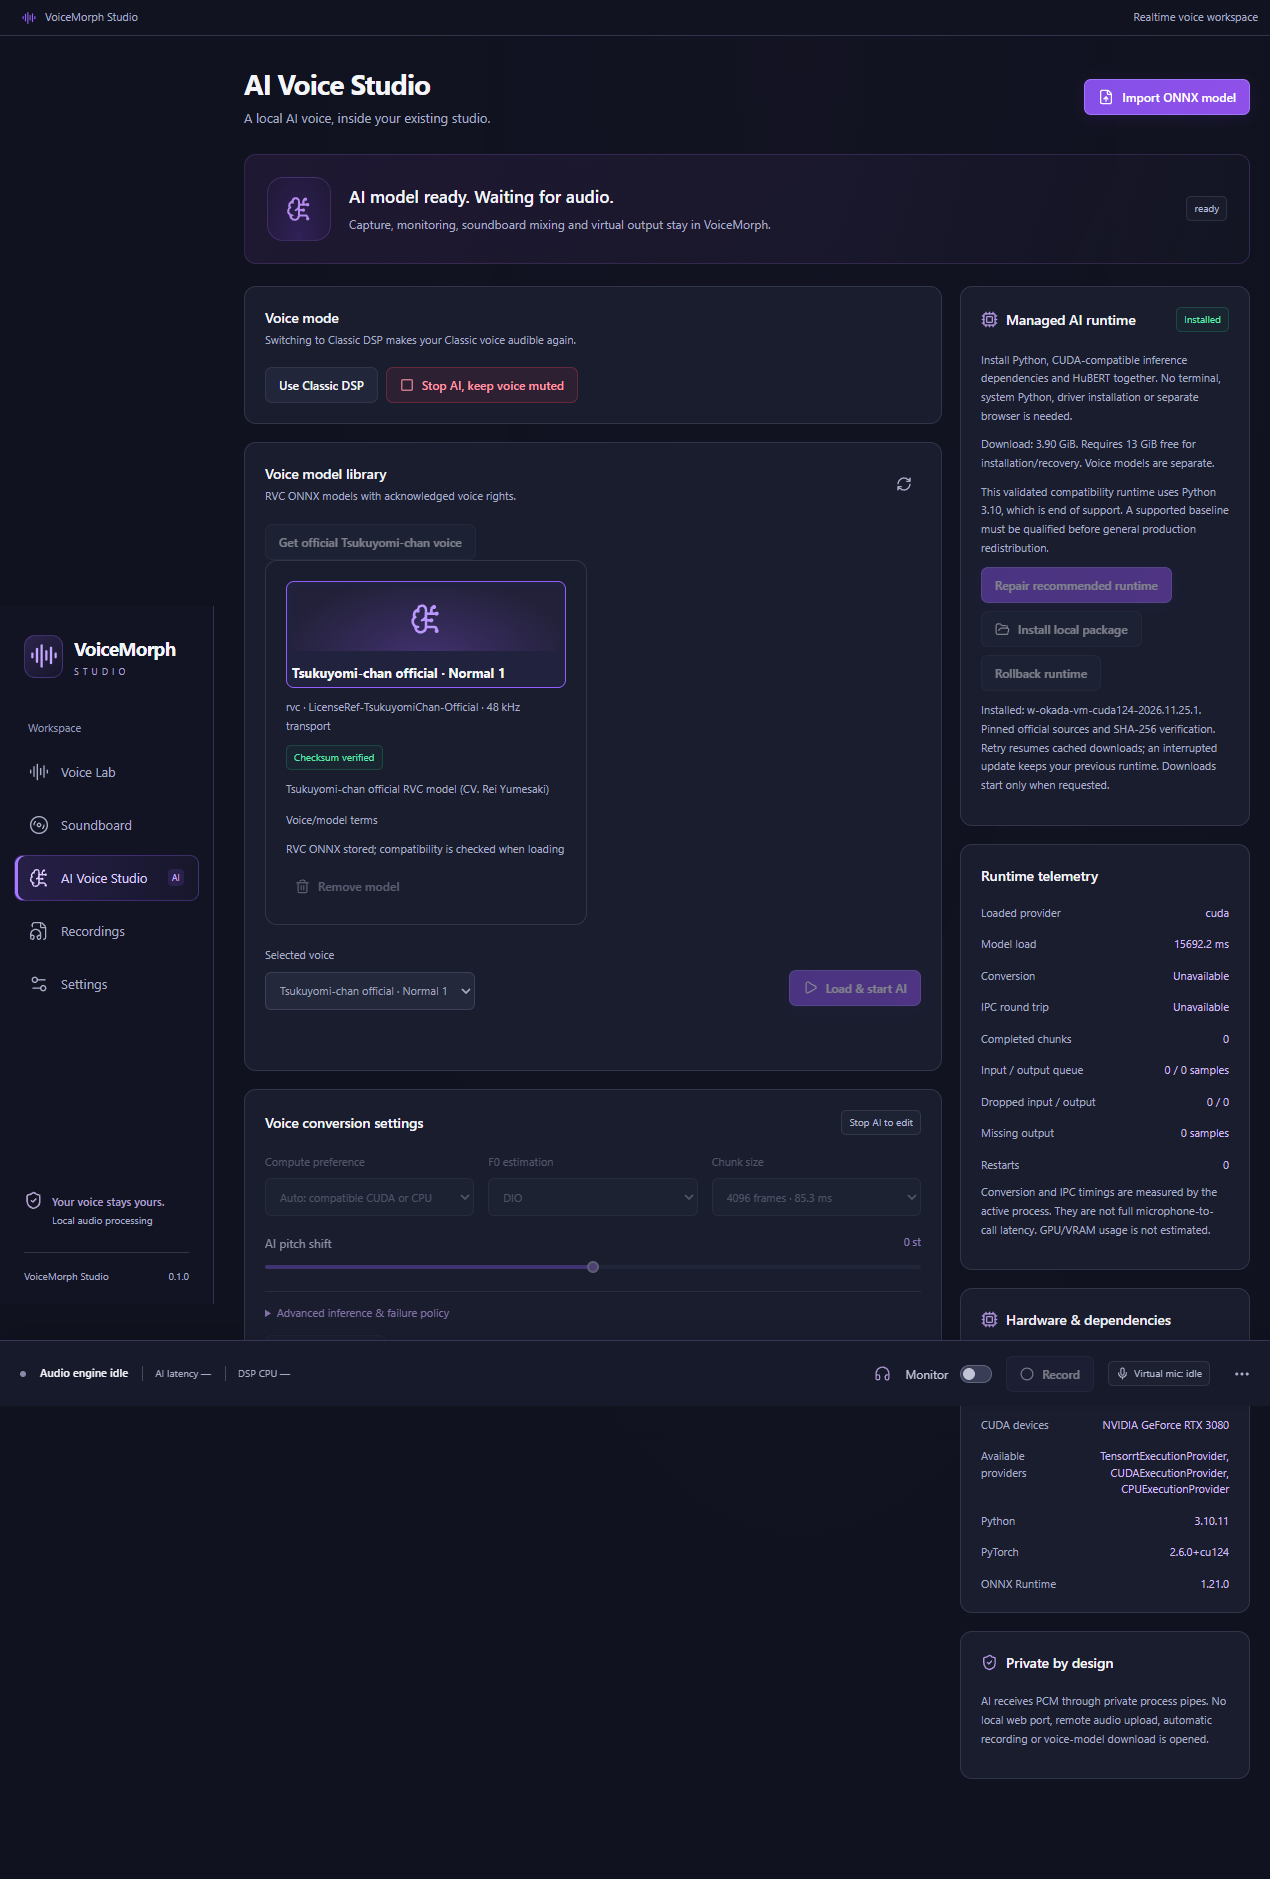 VoiceMorph Studio
Realtime voice workspace
AI Voice Studio
A local AI voice, inside your existing studio.
Import ONNX model
AI model ready. Waiting for audio.
Capture, monitoring, soundboard mixing and virtual output stay in VoiceMorph.
ready
Voice mode
Switching to Classic DSP makes your Classic voice audible again.
Use Classic DSP
Stop AI, keep voice muted
Voice model library
RVC ONNX models with acknowledged voice rights.
Get official Tsukuyomi-chan voice
Tsukuyomi-chan official · Normal 1
rvc · LicenseRef-TsukuyomiChan-Official · 48 kHz
transport
Checksum verified
Tsukuyomi-chan official RVC model (CV. Rei Yumesaki)
Voice/model terms
RVC ONNX stored; compatibility is checked when loading
Remove model
Selected voice
Tsukuyomi-chan official · Normal 1
Load & start AI
Voice conversion settings
Stop AI to edit
Compute preference
F0 estimation
Chunk size
Auto: compatible CUDA or CPU
DIO
4096 frames · 85.3 ms
AI pitch shift
0 st
Advanced inference & failure policy
Managed AI runtime
Installed
Install Python, CUDA-compatible inference
dependencies and HuBERT together. No terminal,
system Python, driver installation or separate
browser is needed.
Download: 3.90 GiB. Requires 13 GiB free for
installation/recovery. Voice models are separate.
This validated compatibility runtime uses Python
3.10, which is end of support. A supported baseline
must be qualified before general production
redistribution.
Repair recommended runtime
Install local package
Rollback runtime
Installed: w-okada-vm-cuda124-2026.11.25.1.
Pinned official sources and SHA-256 verification.
Retry resumes cached downloads; an interrupted
update keeps your previous runtime. Downloads
start only when requested.
Runtime telemetry
Loaded provider
cuda
Model load
15692.2 ms
Conversion
Unavailable
IPC round trip
Unavailable
Completed chunks
0
Input / output queue
0 / 0 samples
Dropped input / output
0 / 0
Missing output
0 samples
Restarts
0
Conversion and IPC timings are measured by the
active process. They are not full microphone-to-
call latency. GPU/VRAM usage is not estimated.
Hardware & dependencies
CUDA devices
NVIDIA GeForce RTX 3080
Available
providers
TensorrtExecutionProvider,
CUDAExecutionProvider,
CPUExecutionProvider
Python
3.10.11
PyTorch
2.6.0+cu124
ONNX Runtime
1.21.0
Private by design
AI receives PCM through private process pipes. No
local web port, remote audio upload, automatic
recording or voice-model download is opened.
VoiceMorph
STUDIO
Workspace
Voice Lab
Soundboard
AI Voice Studio
AI
Recordings
Settings
Your voice stays yours.
Local audio processing
VoiceMorph Studio
0.1.0
Audio engine idle
AI latency —
DSP CPU —
Monitor
Record
Virtual mic: idle